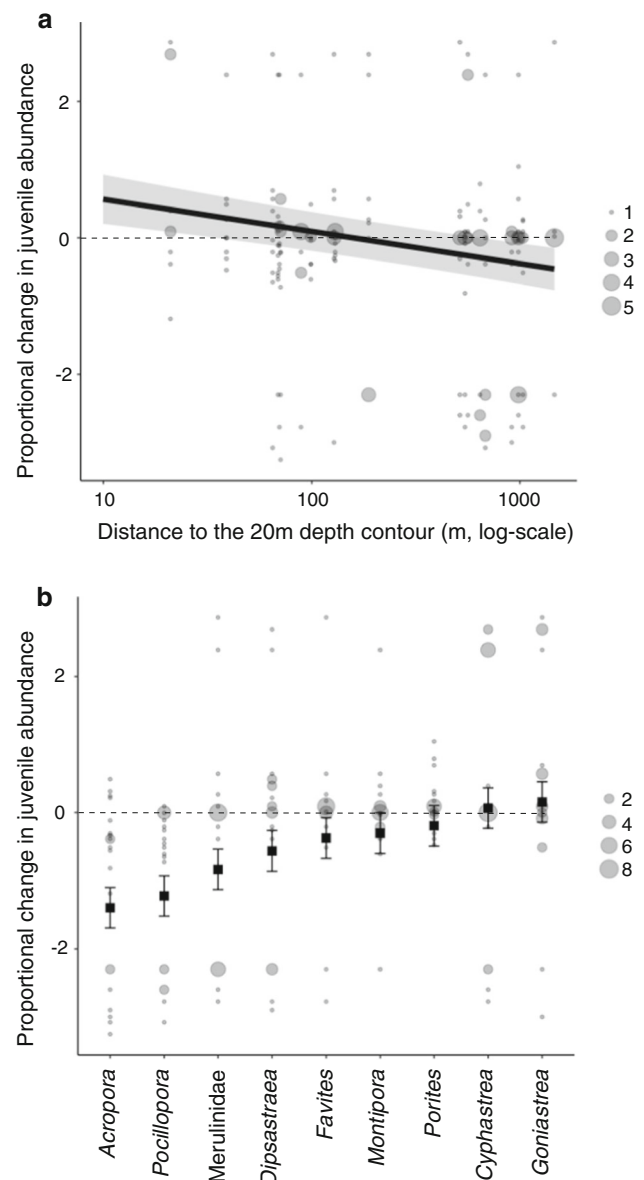 a
Proportional change in juvenile abundance
2
0
-2
10
100
1000
Distance to the 20m depth contour (m, log-scale)
1
2
3
4
5
b
Proportional change in juvenile abundance
2
0
-2
2
4
6
8
Acropora
Pocillopora
Merulinidae
Dipsastraea
Favites
Montipora
Porites
Cyphastrea
Goniastrea